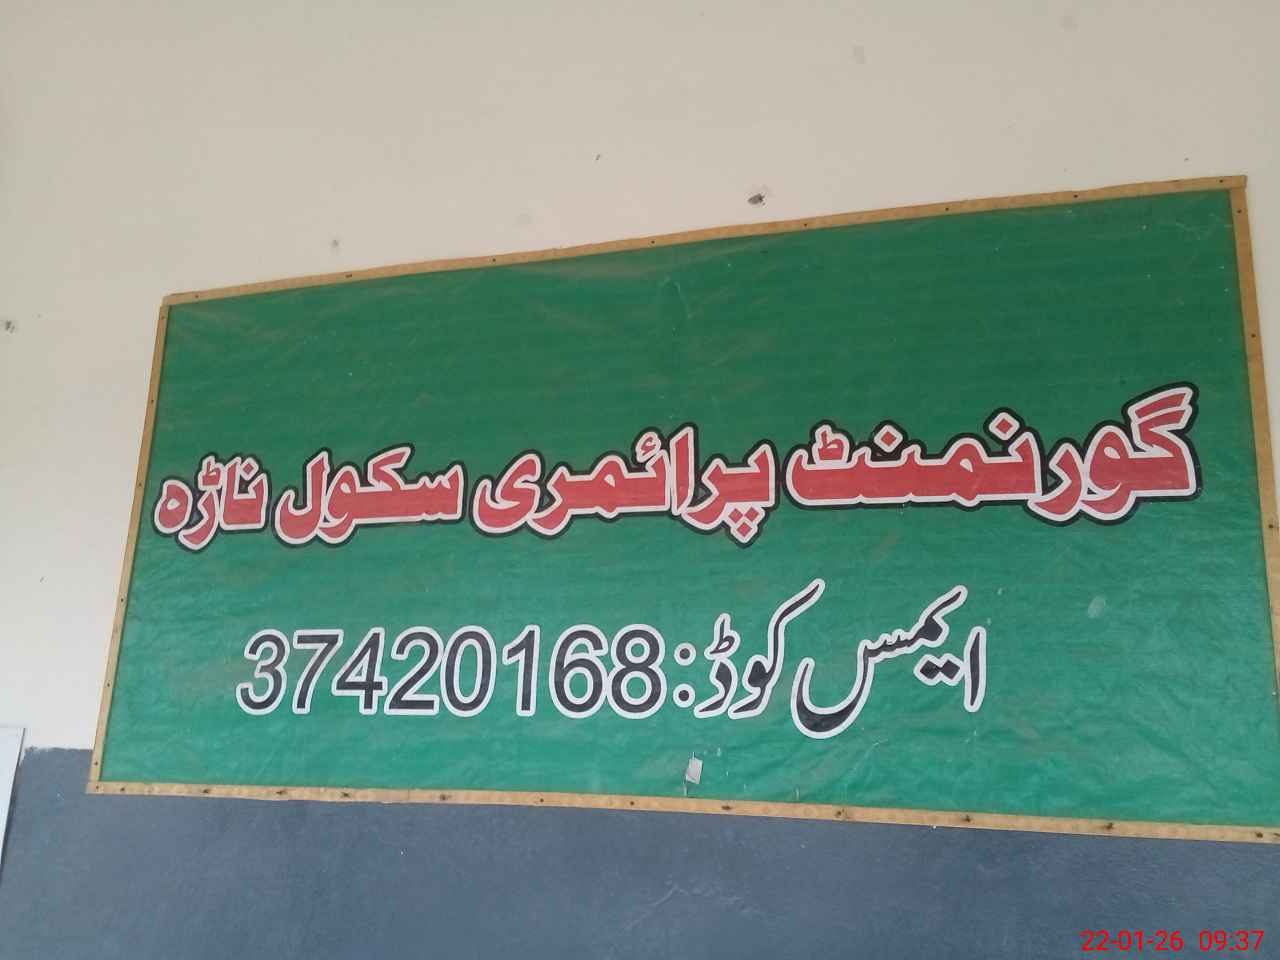 گورنمنٹ پرائمری سکول ناڑہ
ایمس کوڈ: 37420168
22-01-26 09:37